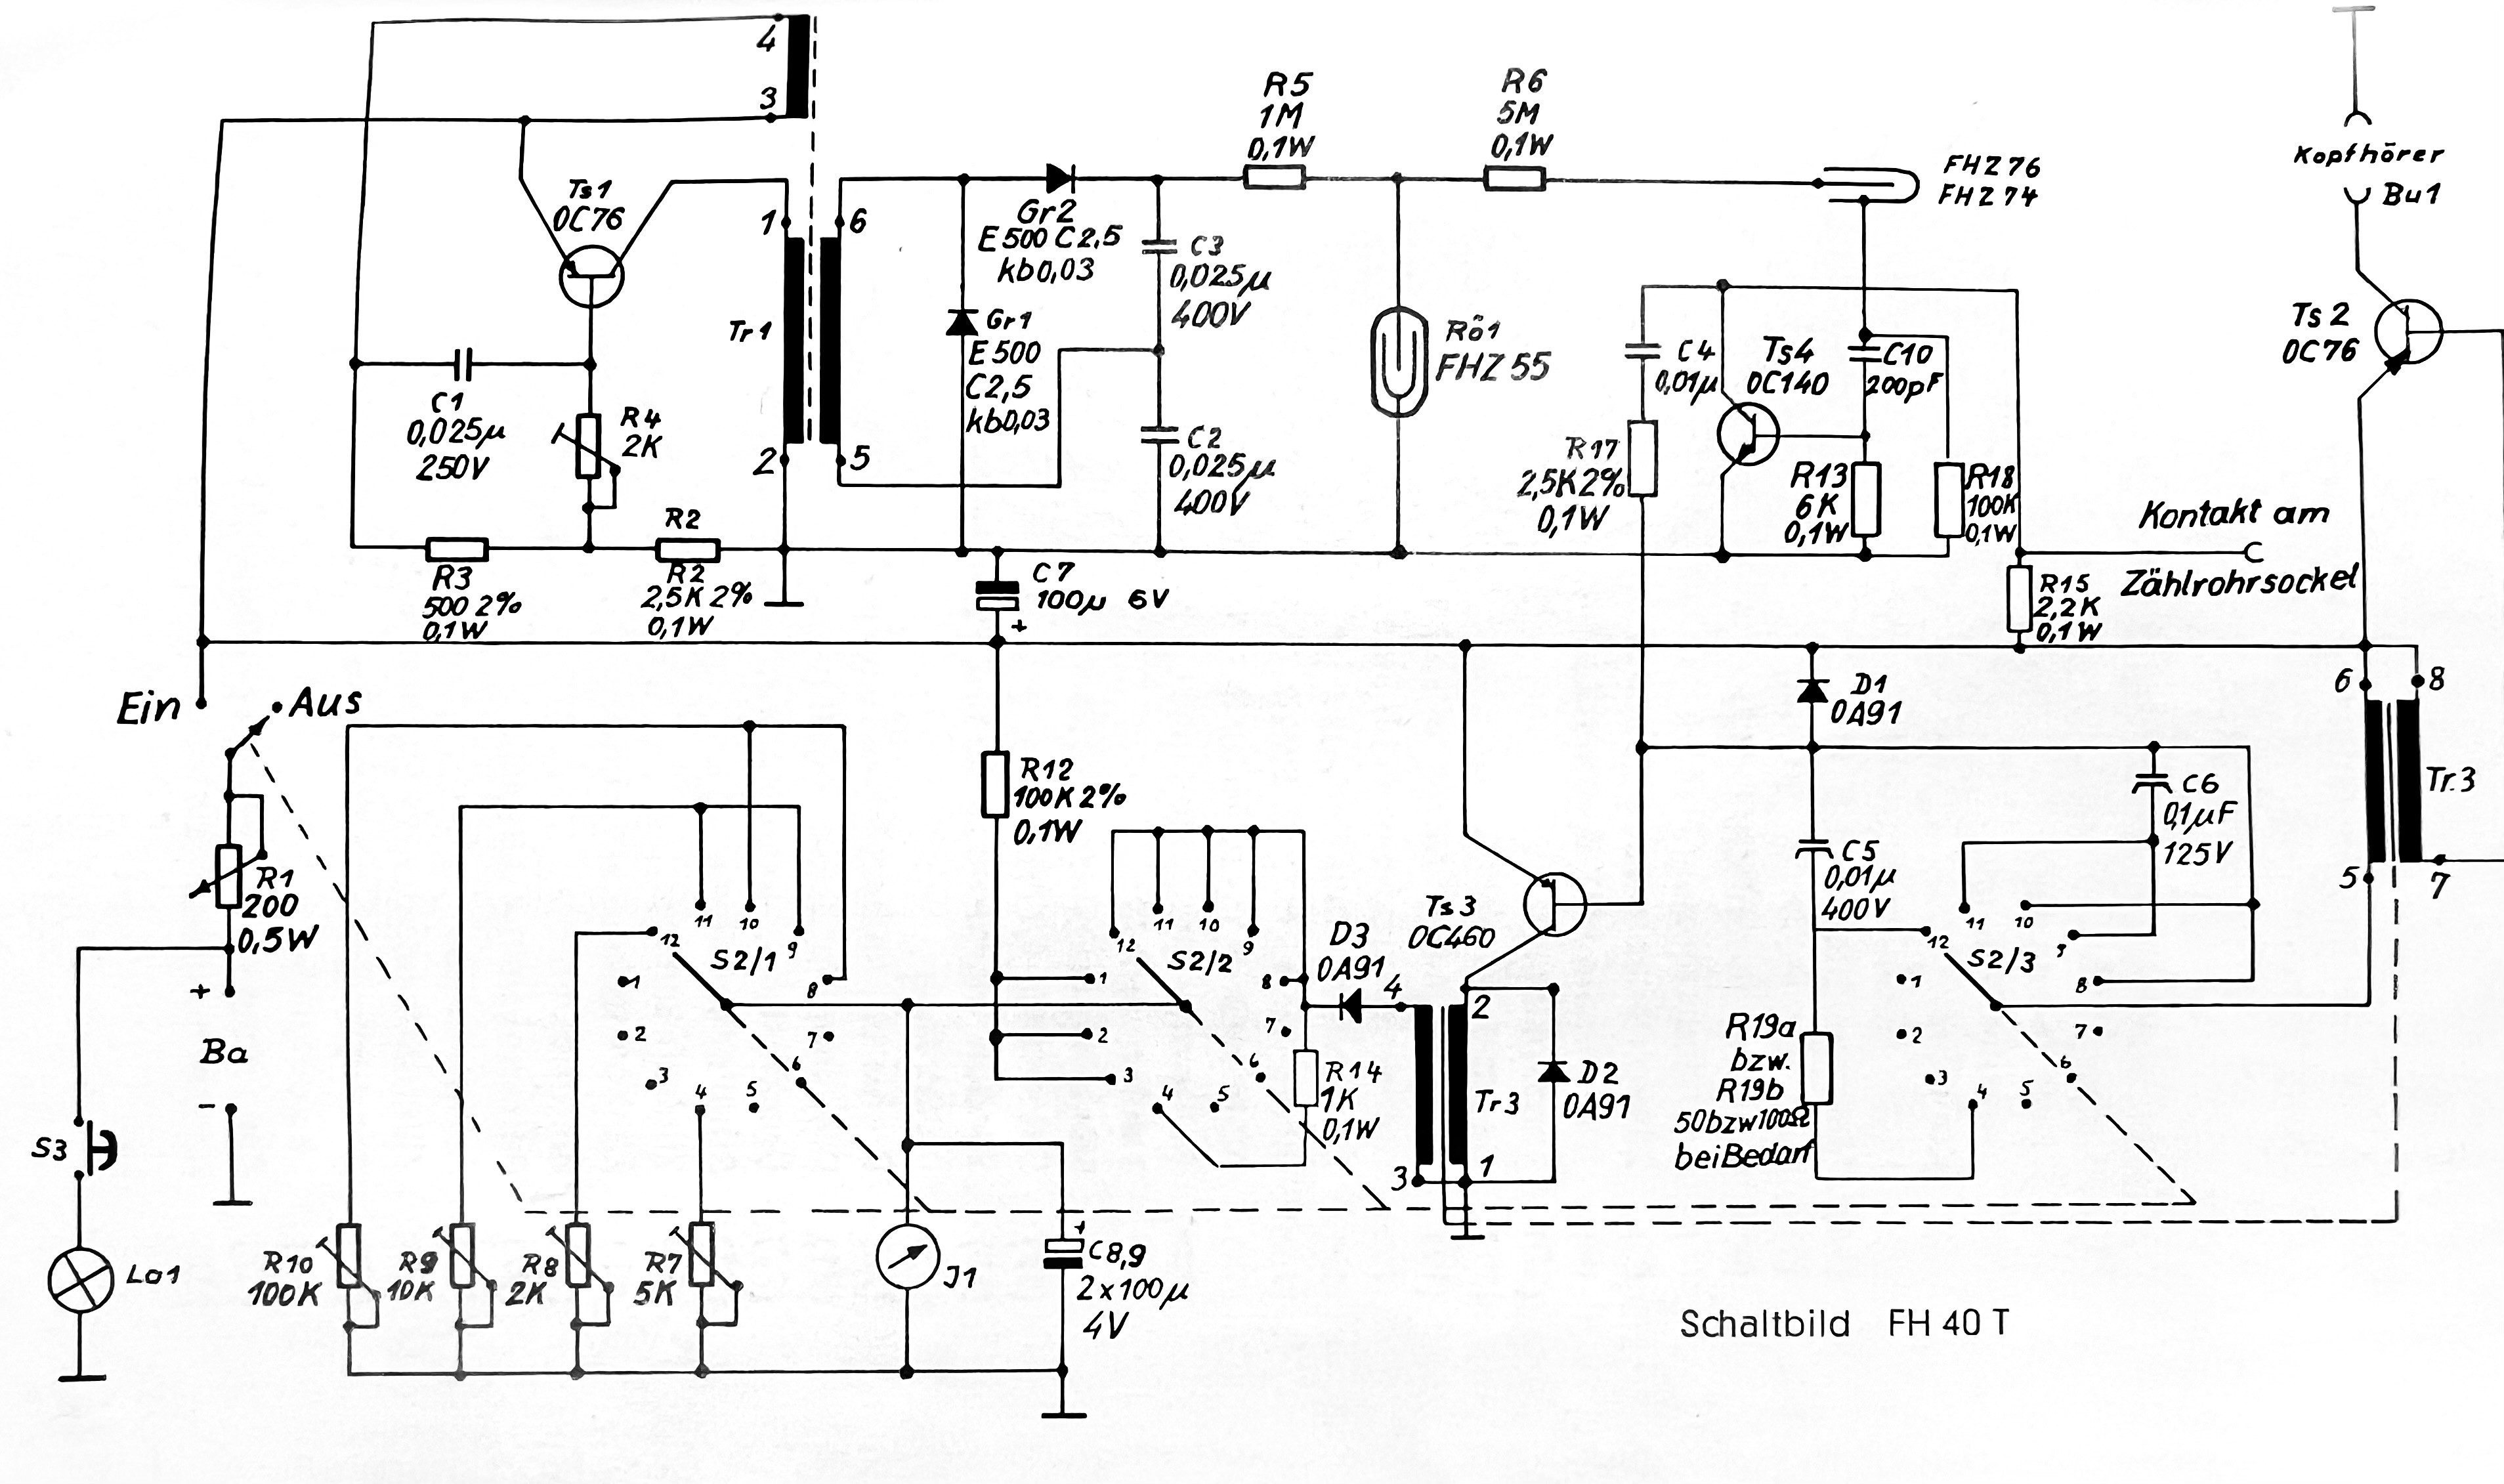 4
3
Ts1
OC76
1
6
Tr1
2
5
C1
0,025µ
250V
R4
2K
R3
500 2%
0,1W
R2
R2
2,5K 2%
0,1W
Gr2
E500 C2,5
kb0,03
Gr1
E500
C2,5
kb0,03
C3
0,025µ
400V
C2
0,025µ
400V
C7
100µ 6V
+
R5
1M
0,1W
R6
5M
0,1W
Rö1
FHZ 55
FHZ 76
FHZ 74
C4
0,01µ
Ts4
OC140
C10
200pF
R17
2,5K 2%
0,1W
R13
6K
0,1W
R18
100K
0,1W
Kopfhörer
Bu1
Ts2
OC76
Kontakt am
Zählrohrsockel
R15
2,2K
0,1W
Ein
Aus
R1
200
0,5W
+
Ba
-
S3
La1
R12
100K 2%
0,1W
11
10
9
12
S2/1
1
8
2
7
3
6
4
5
11
10
9
12
S2/2
1
8
2
7
3
6
4
5
D3
0A91
4
2
R14
1K
0,1W
3
1
Tr3
D2
0A91
Ts3
OC460
D1
0A91
C5
0,01µ
400V
C6
0,1µF
125V
6
8
Tr.3
5
7
11
10
9
12
S2/3
1
8
2
7
3
6
4
5
R19a
bzw.
R19b
50bzw100Ω
bei Bedarf
R10
100K
R9
10K
R8
2K
R7
5K
J1
+
C8,9
2x100µ
4V
Schaltbild FH 40 T